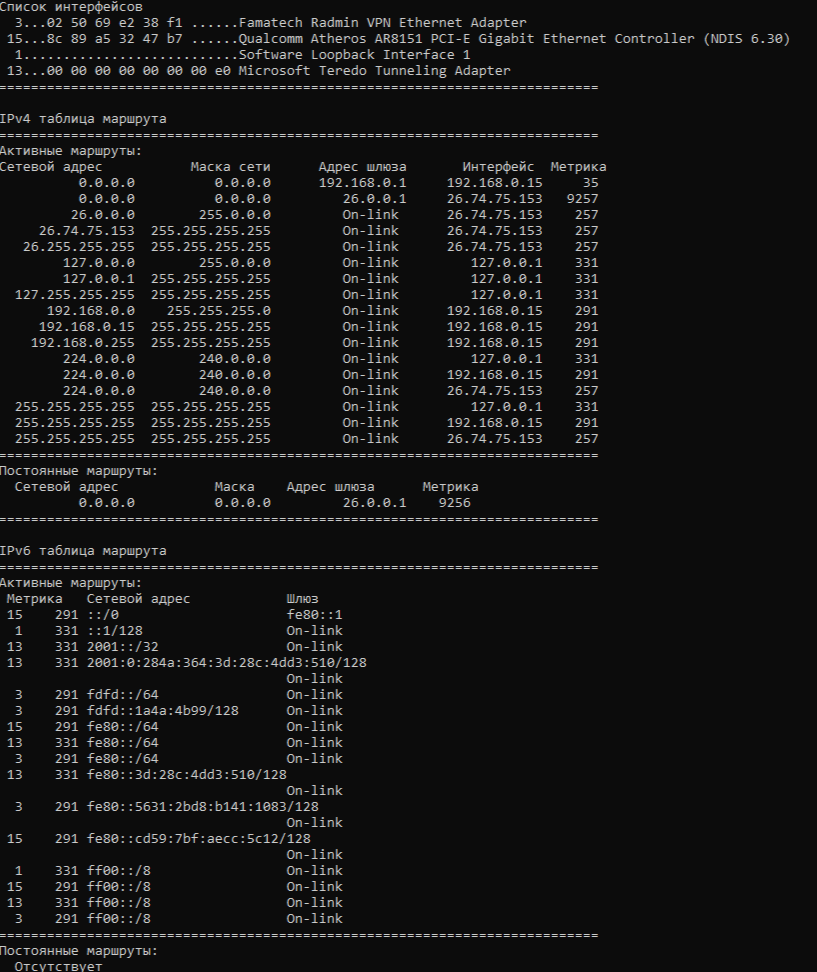 Список интерфейсов
  3...02 50 69 e2 38 f1 ......Famatech Radmin VPN Ethernet Adapter
 15...8c 89 a5 32 47 b7 ......Qualcomm Atheros AR8151 PCI-E Gigabit Ethernet Controller (NDIS 6.30)
  1...........................Software Loopback Interface 1
 13...00 00 00 00 00 00 00 e0 Microsoft Teredo Tunneling Adapter
===========================================================================

IPv4 таблица маршрута
===========================================================================
Активные маршруты:
Сетевой адрес           Маска сети      Адрес шлюза       Интерфейс  Метрика
          0.0.0.0          0.0.0.0      192.168.0.1     192.168.0.15     35
          0.0.0.0          0.0.0.0         26.0.0.1     26.74.75.153   9257
         26.0.0.0        255.0.0.0         On-link      26.74.75.153    257
     26.74.75.153  255.255.255.255         On-link      26.74.75.153    257
   26.255.255.255  255.255.255.255         On-link      26.74.75.153    257
        127.0.0.0        255.0.0.0         On-link         127.0.0.1    331
        127.0.0.1  255.255.255.255         On-link         127.0.0.1    331
  127.255.255.255  255.255.255.255         On-link         127.0.0.1    331
      192.168.0.0    255.255.255.0         On-link      192.168.0.15    291
     192.168.0.15  255.255.255.255         On-link      192.168.0.15    291
    192.168.0.255  255.255.255.255         On-link      192.168.0.15    291
        224.0.0.0        240.0.0.0         On-link         127.0.0.1    331
        224.0.0.0        240.0.0.0         On-link      192.168.0.15    291
        224.0.0.0        240.0.0.0         On-link      26.74.75.153    257
  255.255.255.255  255.255.255.255         On-link         127.0.0.1    331
  255.255.255.255  255.255.255.255         On-link      192.168.0.15    291
  255.255.255.255  255.255.255.255         On-link      26.74.75.153    257
===========================================================================
Постоянные маршруты:
  Сетевой адрес            Маска    Адрес шлюза      Метрика
          0.0.0.0          0.0.0.0         26.0.0.1    9256
===========================================================================

IPv6 таблица маршрута
===========================================================================
Активные маршруты:
 Метрика   Сетевой адрес            Шлюз
 15    291 ::/0                     fe80::1
  1    331 ::1/128                  On-link
 13    331 2001::/32                On-link
 13    331 2001:0:284a:364:3d:28c:4dd3:510/128
                                    On-link
  3    291 fdfd::/64                On-link
  3    291 fdfd::1a4a:4b99/128      On-link
 15    291 fe80::/64                On-link
 13    331 fe80::/64                On-link
  3    291 fe80::/64                On-link
 13    331 fe80::3d:28c:4dd3:510/128
                                    On-link
  3    291 fe80::5631:2bd8:b141:1083/128
                                    On-link
 15    291 fe80::cd59:7bf:aecc:5c12/128
                                    On-link
  1    331 ff00::/8                 On-link
 15    291 ff00::/8                 On-link
 13    331 ff00::/8                 On-link
  3    291 ff00::/8                 On-link
===========================================================================
Постоянные маршруты:
  Отсутствует